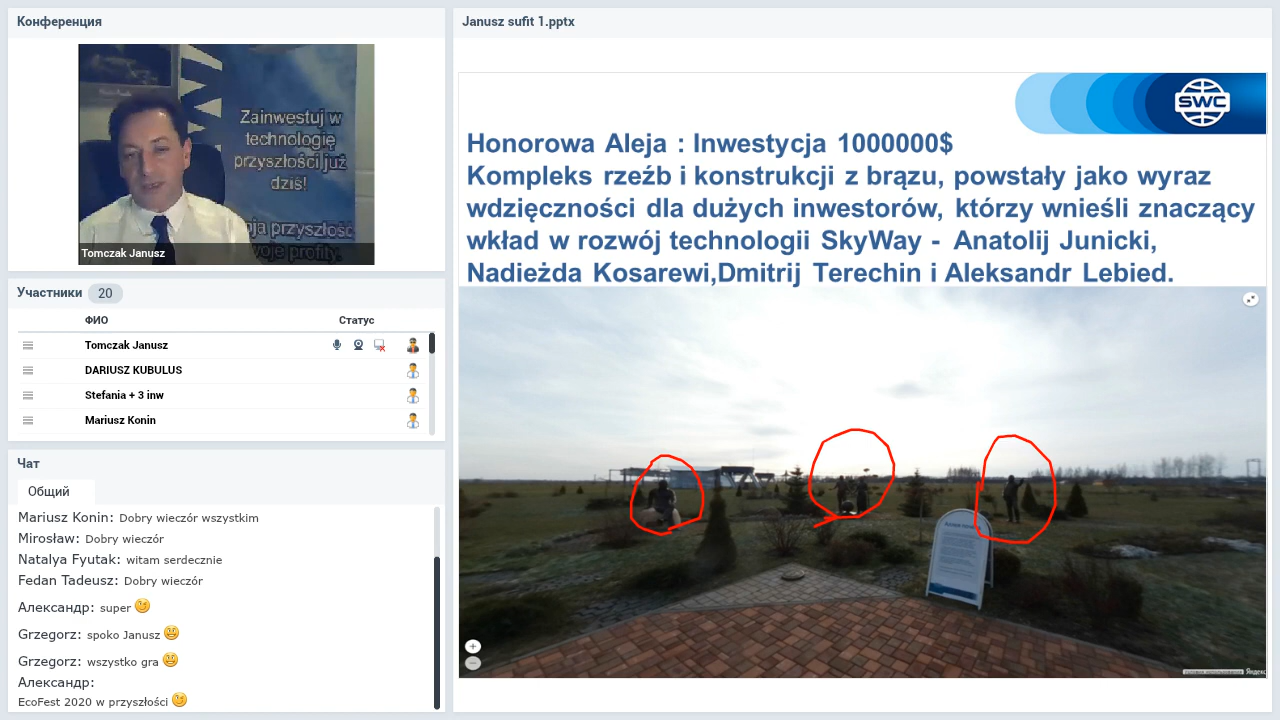 Конференция
Zainwestuj w
technologię
przyszłości już
dziś!
oja przyszłość
woje profity.
Tomczak Janusz
Участники 20
ФИО Статус
Tomczak Janusz
DARIUSZ KUBULUS
Stefania + 3 inw
Mariusz Konin
Чат
Общий
Mariusz Konin: Dobry wieczór wszystkim
Mirosław: Dobry wieczór
Natalya Fyutak: witam serdecznie
Fedan Tadeusz: Dobry wieczór
Александр: super
Grzegorz: spoko Janusz
Grzegorz: wszystko gra
Александр:
EcoFest 2020 w przyszłości
Janusz sufit 1.pptx
SWC
Honorowa Aleja : Inwestycja 1000000$
Kompleks rzeźb i konstrukcji z brązu, powstały jako wyraz
wdzięczności dla dużych inwestorów, którzy wnieśli znaczący
wkład w rozwój technologii SkyWay - Anatolij Junicki,
Nadieżda Kosarewi,Dmitrij Terechin i Aleksandr Lebied.